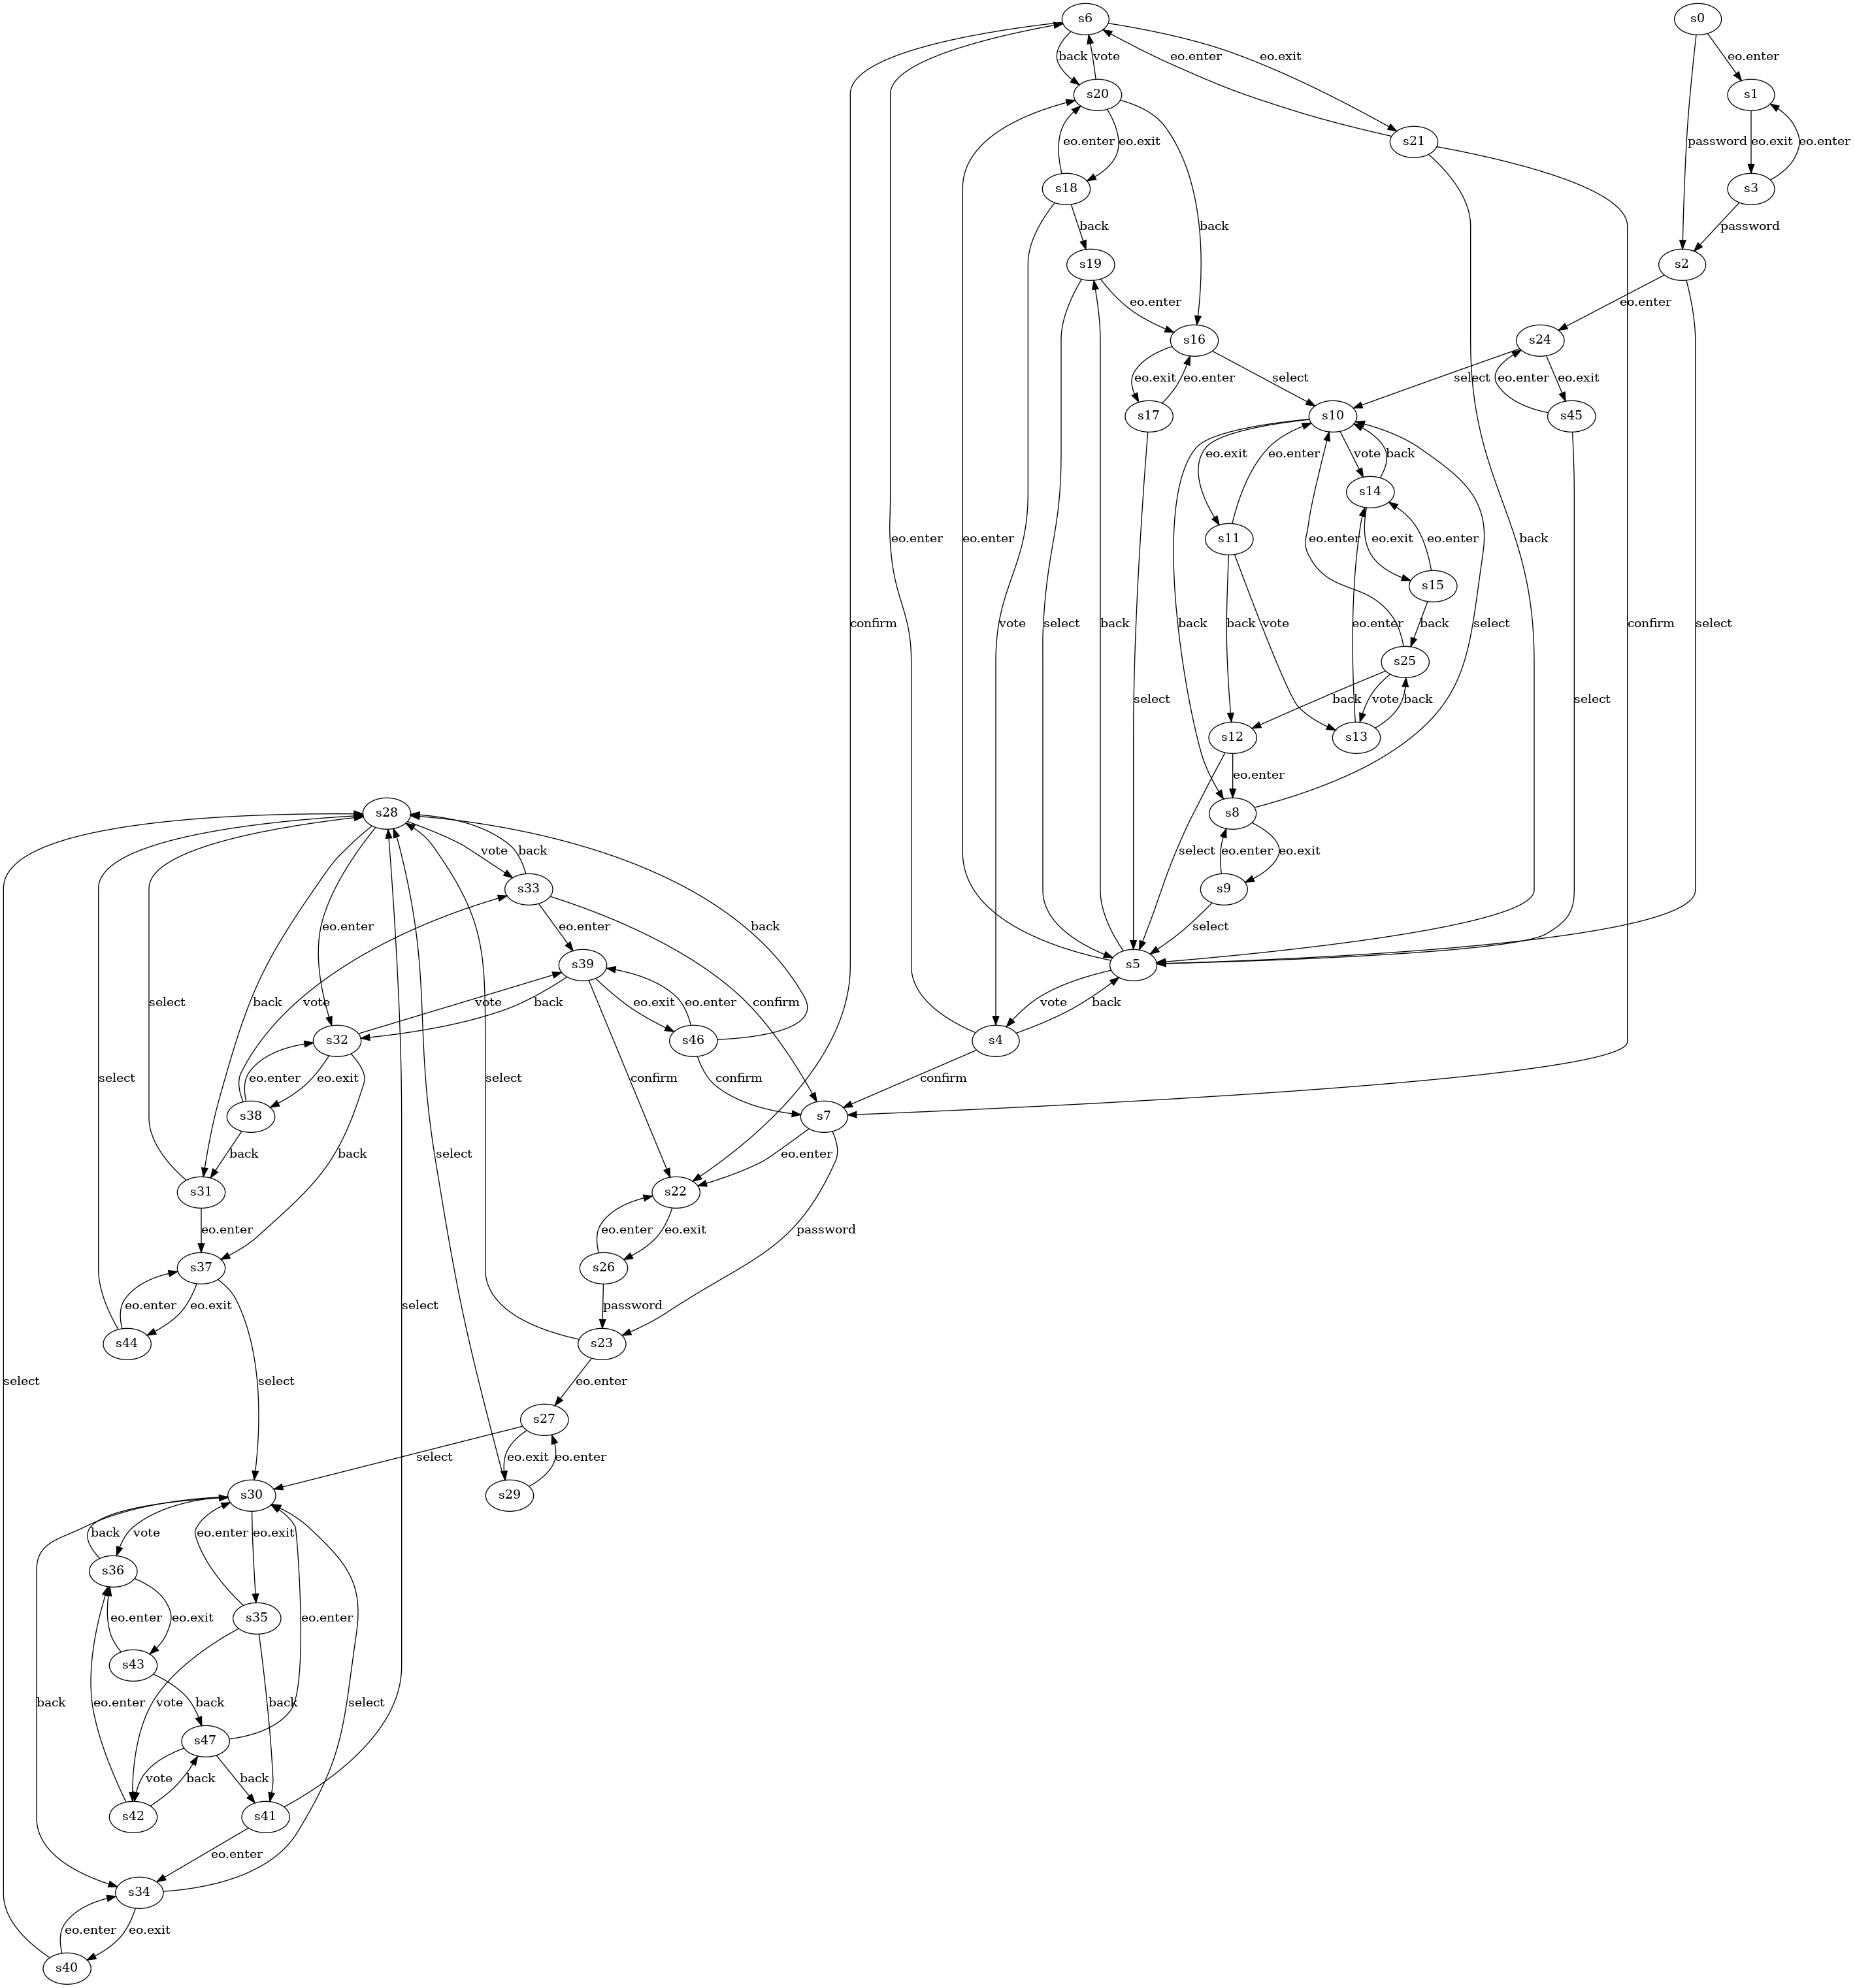 s6
s0
back
vote
eo.enter
eo.exit
eo.enter
s20
s1
s21
eo.enter
eo.exit
password
eo.exit
eo.enter
s18
s3
back
back
password
s19
s2
eo.enter
eo.enter
s16
s24
eo.exit
eo.enter
select
select
eo.enter
eo.exit
s17
s10
s45
eo.exit
eo.enter
vote
back
s14
eo.enter
eo.enter
s11
eo.enter
eo.exit
eo.enter
back
s15
confirm
vote
select
back
back
back
vote
eo.enter
back
select
confirm
select
s25
select
back
vote
back
select
s12
s13
eo.enter
s28
s8
vote
back
select
eo.enter
eo.exit
s33
s9
eo.enter
eo.enter
back
select
s39
s5
select
back
vote
vote
back
eo.exit
eo.enter
confirm
vote
back
s32
s46
s4
select
eo.enter
eo.exit
select
confirm
confirm
confirm
s38
s7
back
select
back
eo.enter
s31
s22
eo.enter
eo.enter
eo.exit
password
s37
s26
eo.enter
eo.exit
select
password
s44
s23
select
select
eo.enter
s27
select
eo.exit
eo.enter
s30
s29
back
vote
eo.enter
eo.exit
s36
eo.enter
eo.exit
s35
s43
back
eo.enter
vote
back
back
select
eo.enter
s47
vote
back
back
s42
s41
eo.enter
s34
eo.enter
eo.exit
s40